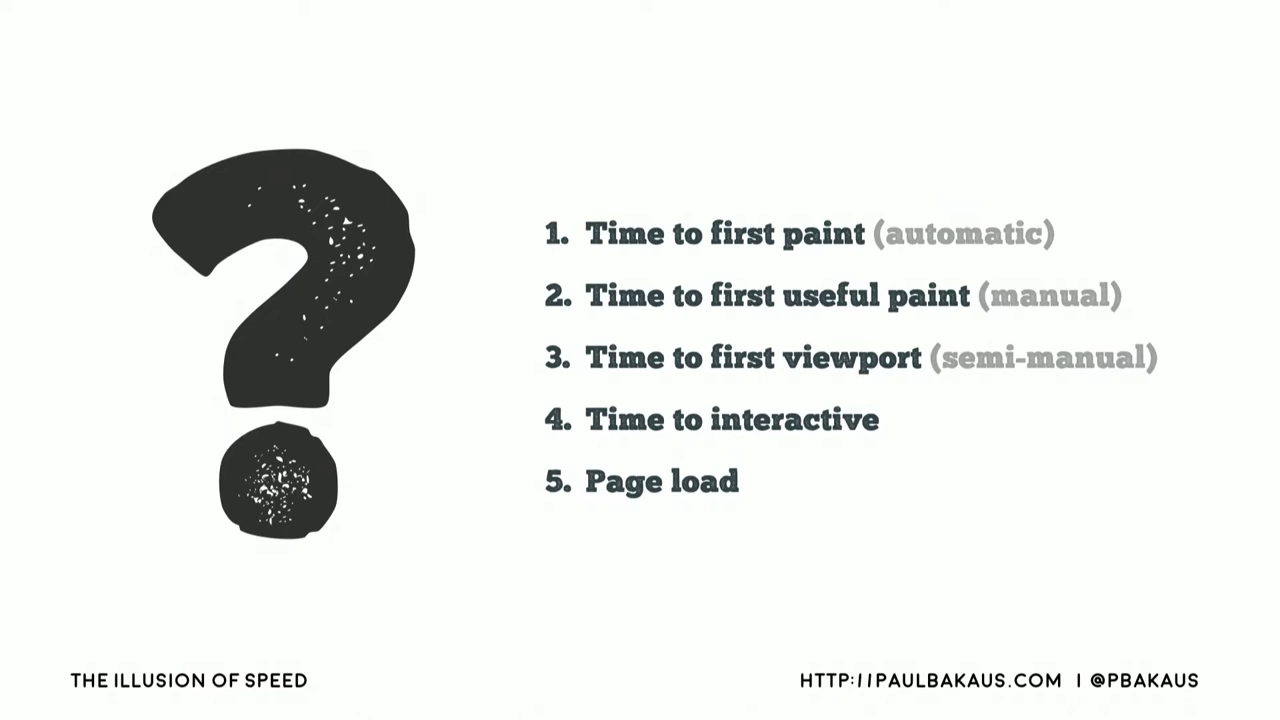 ?
1. Time to first paint (automatic)
2. Time to first useful paint (manual)
3. Time to first viewport (semi-manual)
4. Time to interactive
5. Page load
THE ILLUSION OF SPEED
HTTP://PAULBAKAUS.COM | @PBAKAUS